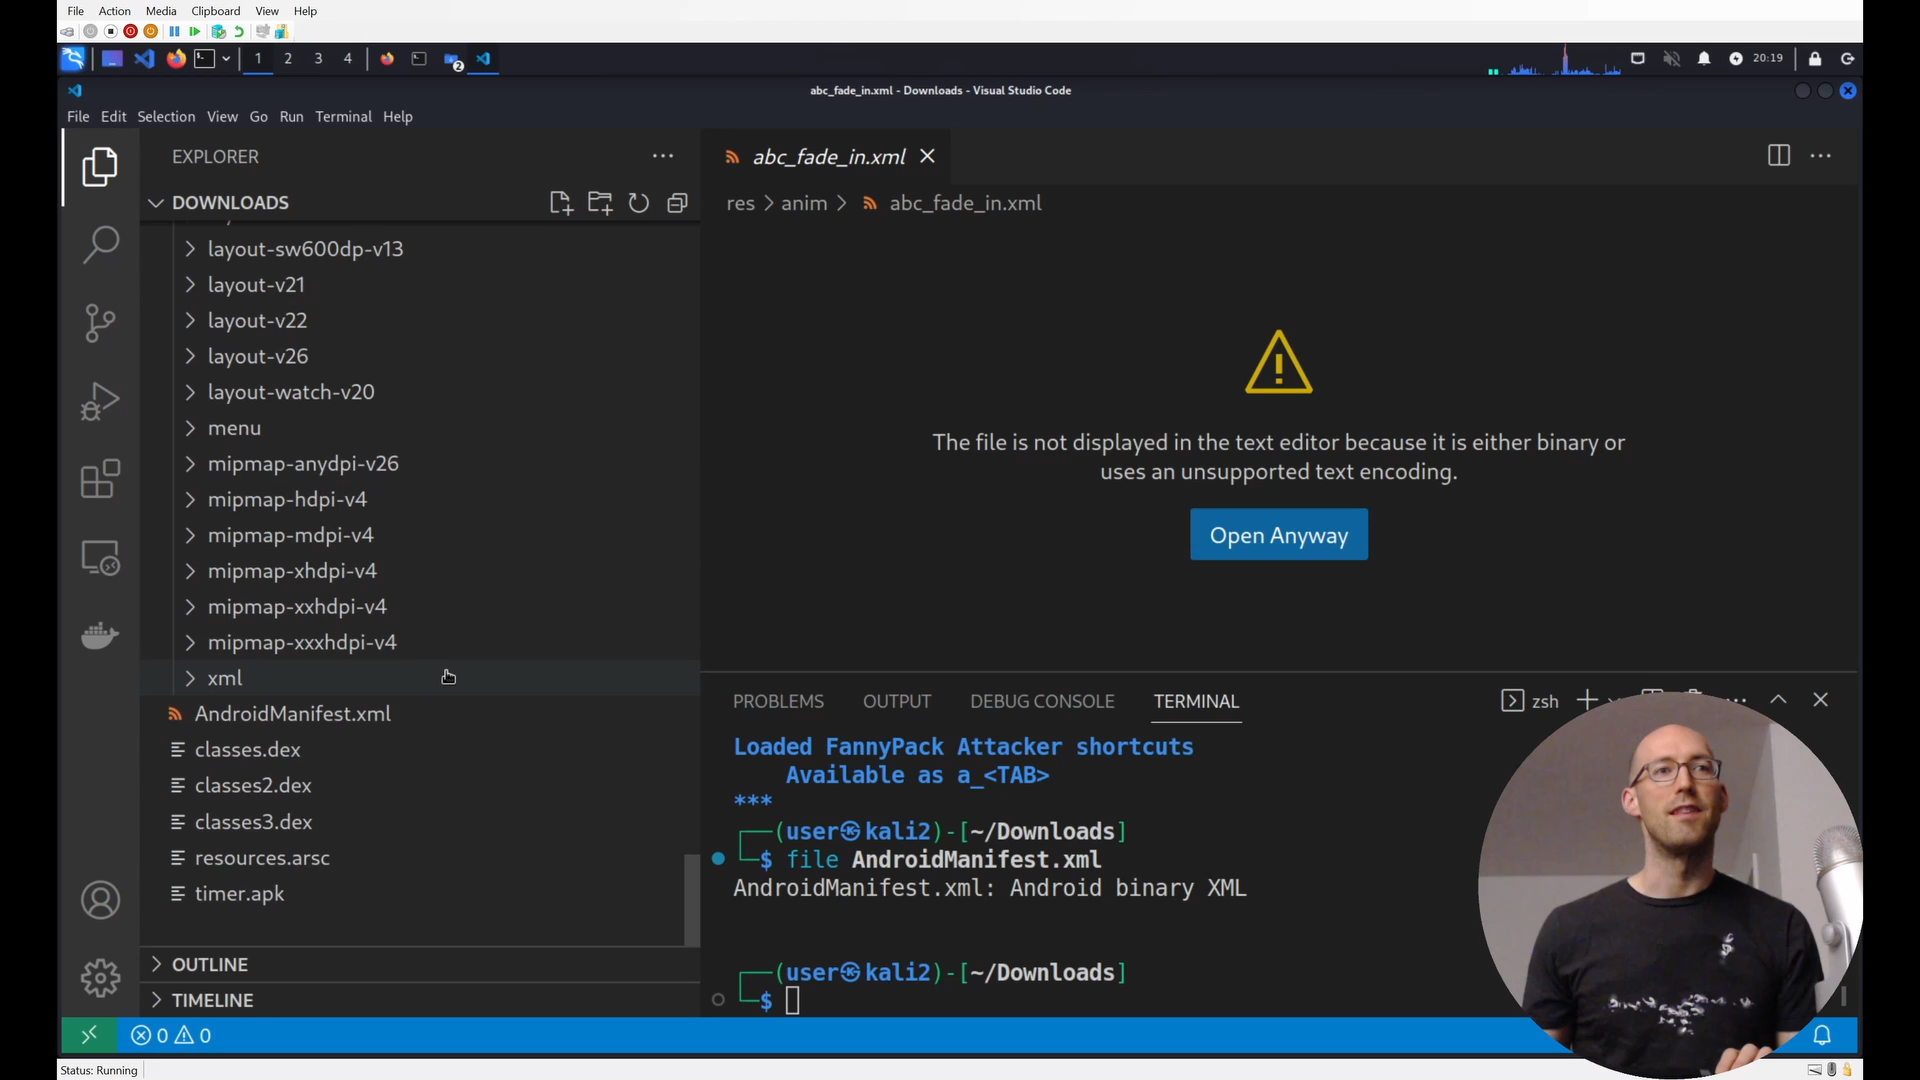 File Action Media Clipboard View Help
1 2 3 4 2 20:19
abc_fade_in.xml - Downloads - Visual Studio Code
File Edit Selection View Go Run Terminal Help
EXPLORER
abc_fade_in.xml
DOWNLOADS
res > anim > abc_fade_in.xml
layout-sw600dp-v13
layout-v21
layout-v22
layout-v26
layout-watch-v20
menu
mipmap-anydpi-v26
mipmap-hdpi-v4
mipmap-mdpi-v4
mipmap-xhdpi-v4
mipmap-xxhdpi-v4
mipmap-xxxhdpi-v4
xml
AndroidManifest.xml
classes.dex
classes2.dex
classes3.dex
resources.arsc
timer.apk
OUTLINE
TIMELINE
The file is not displayed in the text editor because it is either binary or
uses an unsupported text encoding.
Open Anyway
PROBLEMS OUTPUT DEBUG CONSOLE TERMINAL
zsh
Loaded FannyPack Attacker shortcuts
Available as a_<TAB>
***
(user㉿kali2)-[~/Downloads]
$ file AndroidManifest.xml
AndroidManifest.xml: Android binary XML
(user㉿kali2)-[~/Downloads]
$
0 0
Status: Running